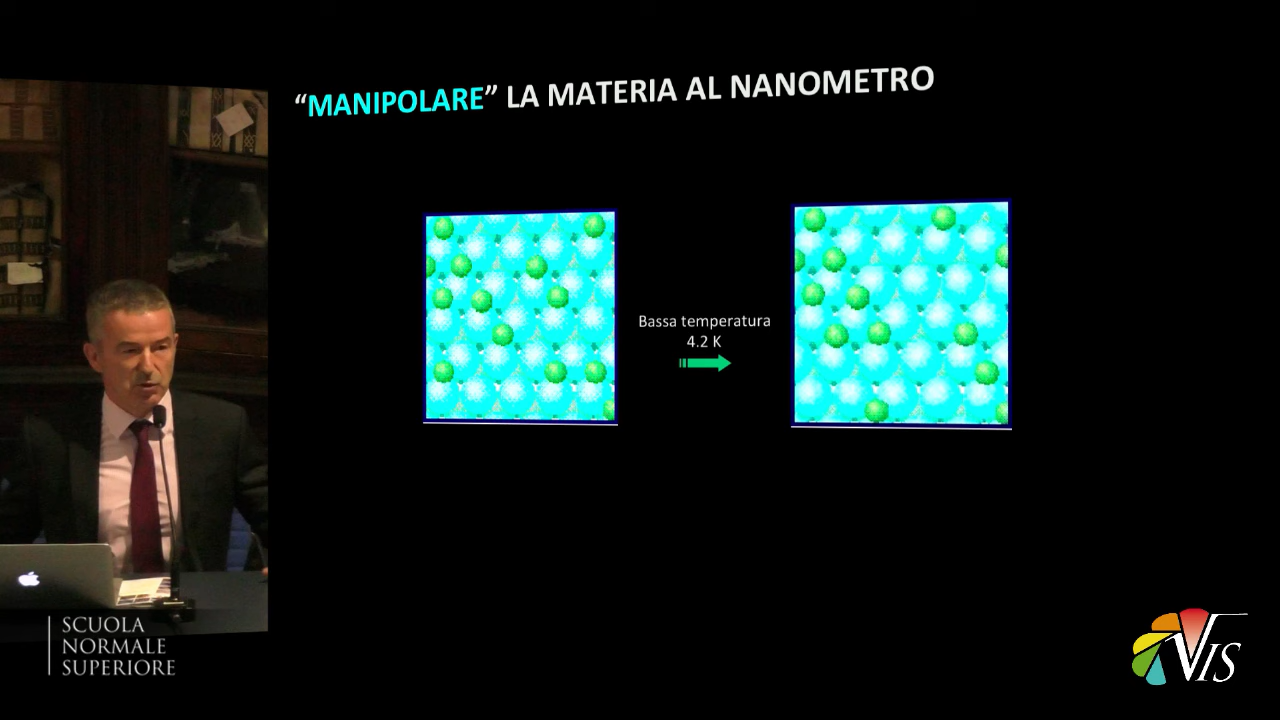 “MANIPOLARE” LA MATERIA AL NANOMETRO
Bassa temperatura
4.2 K
SCUOLA
NORMALE
SUPERIORE
VIS